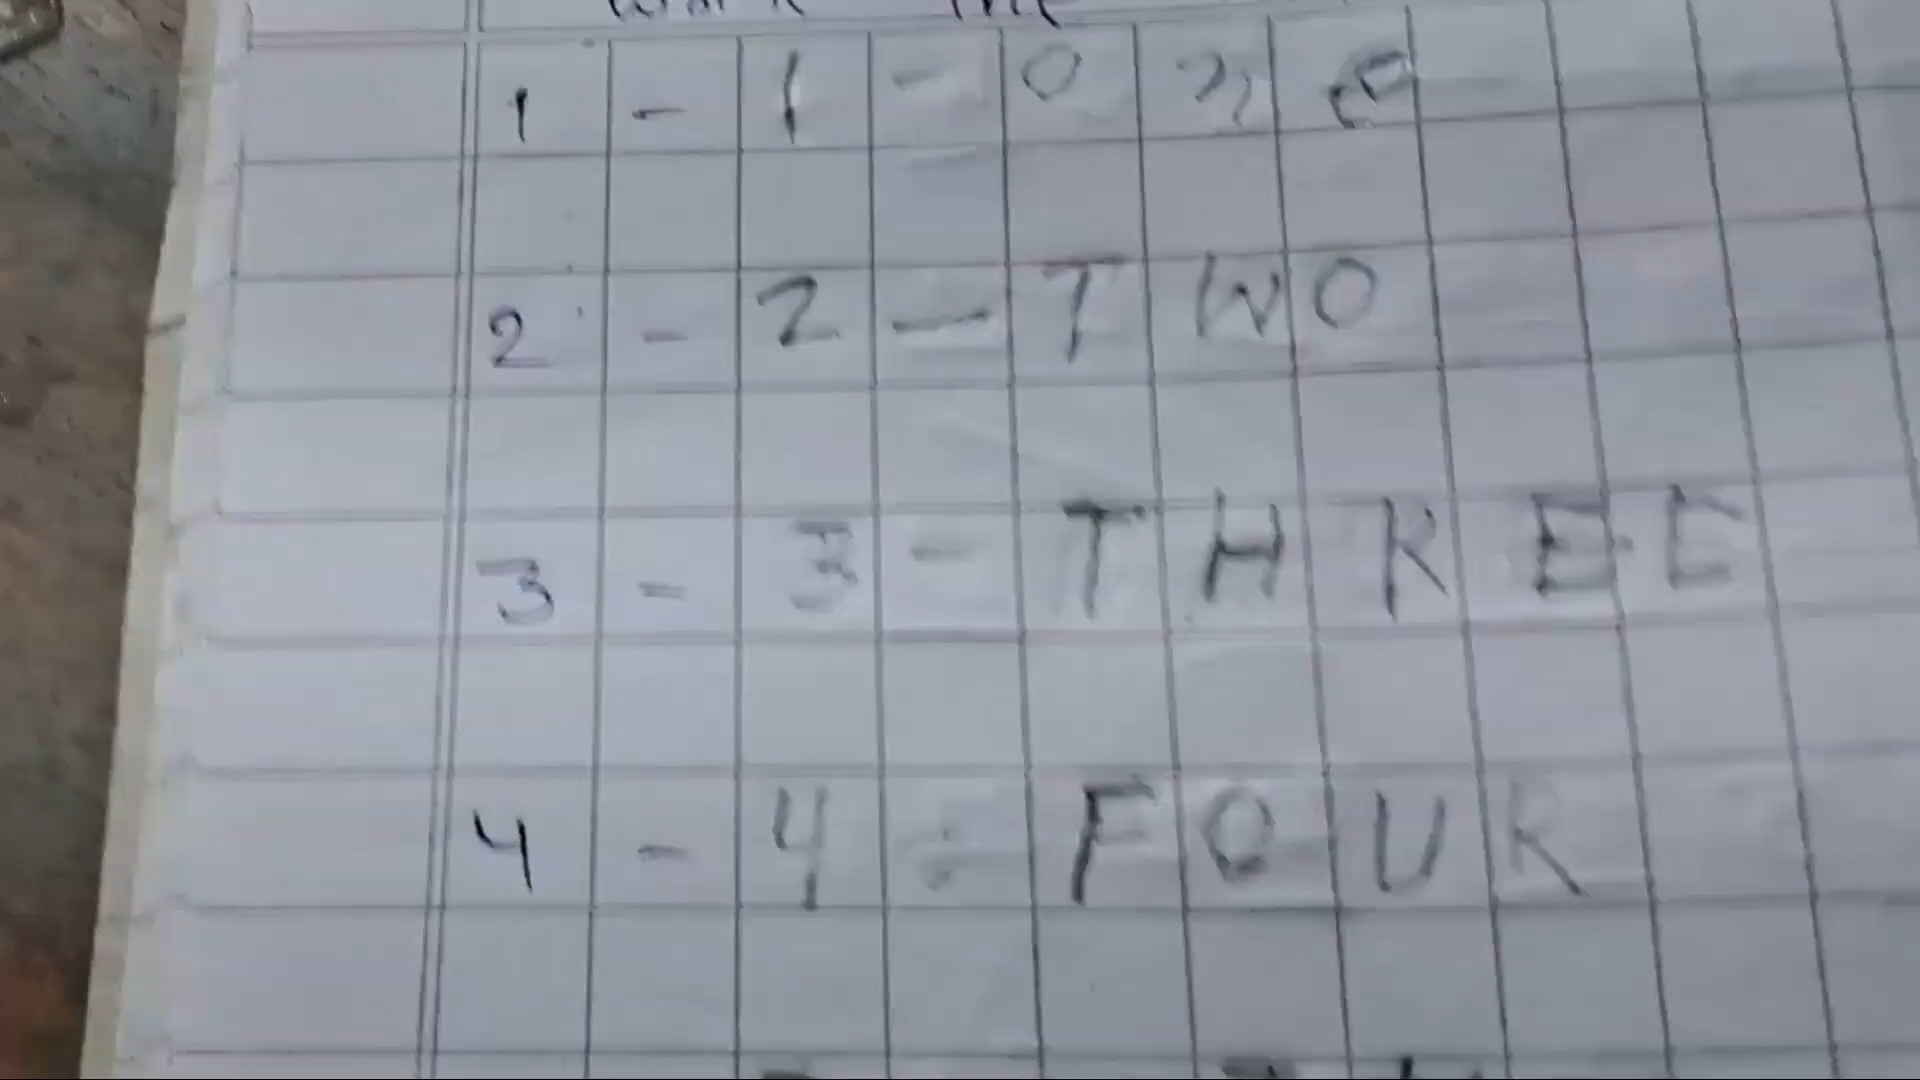 1 - 1 - One
2 - 2 - TWO
3 - 3 - THREE
4 - 4 - FOUR